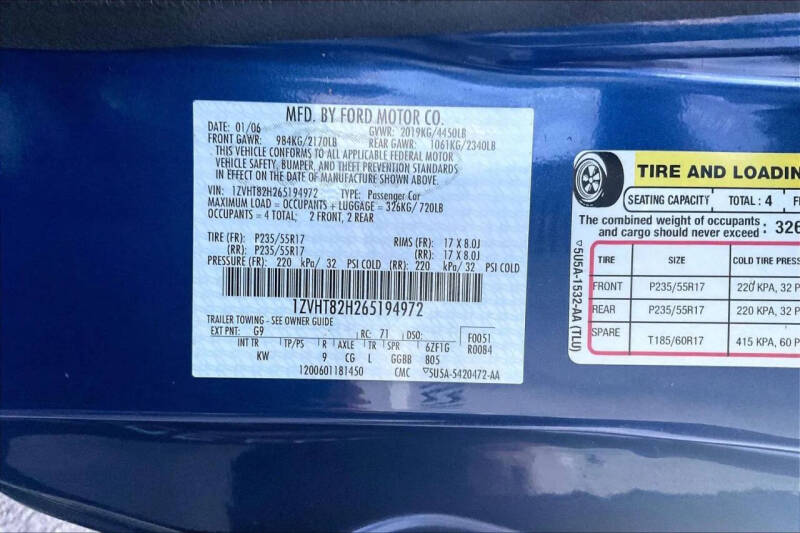 MFD. BY FORD MOTOR CO.
DATE: 01/06 GVWR: 2019KG/4450LB
FRONT GAWR: 984KG/2170LB REAR GAWR: 1061KG/2340LB
THIS VEHICLE CONFORMS TO ALL APPLICABLE FEDERAL MOTOR
VEHICLE SAFETY, BUMPER, AND THEFT PREVENTION STANDARDS
IN EFFECT ON THE DATE OF MANUFACTURE SHOWN ABOVE.
VIN: 1ZVHT82H265194972 TYPE: Passenger Car
MAXIMUM LOAD = OCCUPANTS + LUGGAGE = 326KG/720LB
OCCUPANTS = 4 TOTAL; 2 FRONT, 2 REAR
TIRE (FR): P235/55R17 RIMS (FR): 17 X 8.0J
(RR): P235/55R17 (RR): 17 X 8.0J
PRESSURE (FR): 220 kPa/ 32 PSI COLD (RR): 220 kPa/ 32 PSI COLD
1ZVHT82H265194972
TRAILER TOWING - SEE OWNER GUIDE
EXT PNT: G9 RC: 71 DSO: F0051
INT TR TP/PS R AXLE TR SPR 6ZF1G R0084
KW 9 CG L GGBB 805
1200601181450 CMC ▽5U5A-5420472-AA
TIRE AND LOADIN
SEATING CAPACITY TOTAL : 4 F
The combined weight of occupants
and cargo should never exceed : 326
TIRE SIZE COLD TIRE PRESS
FRONT P235/55R17 220 KPA, 32 P
REAR P235/55R17 220 KPA, 32 P
SPARE T185/60R17 415 KPA, 60 P
▽5U5A-1532-AA (TLU)